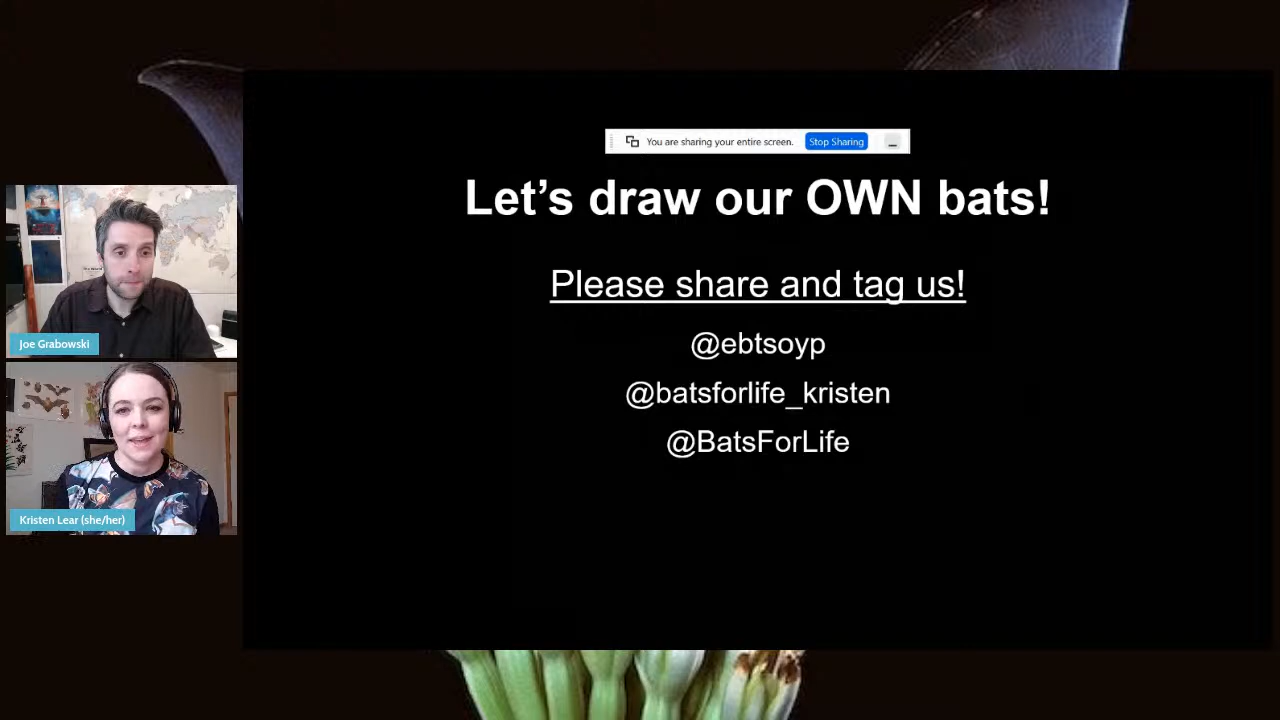 You are sharing your entire screen. Stop Sharing
Let's draw our OWN bats!
Please share and tag us!
@ebtsoyp
@batsforlife_kristen
@BatsForLife
Joe Grabowski
Kristen Lear (she/her)